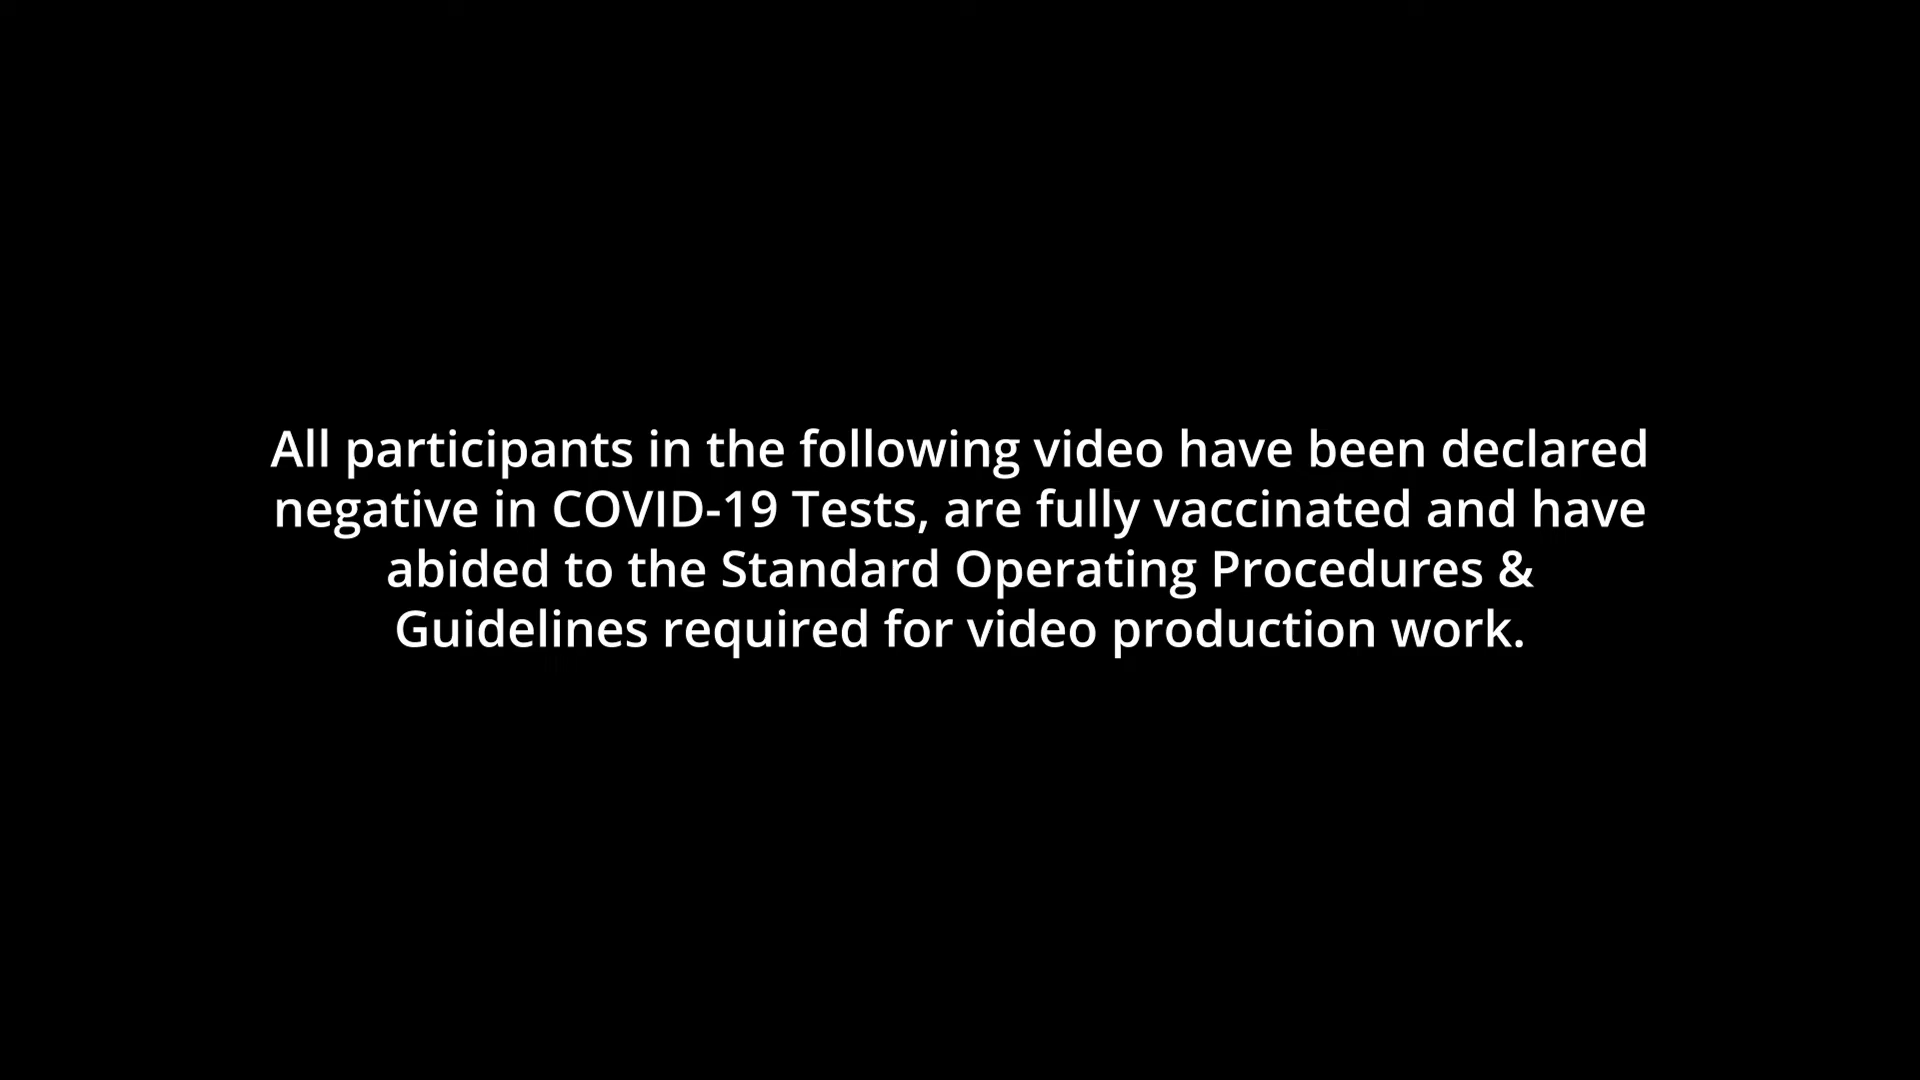 All participants in the following video have been declared
negative in COVID-19 Tests, are fully vaccinated and have
abided to the Standard Operating Procedures &
Guidelines required for video production work.